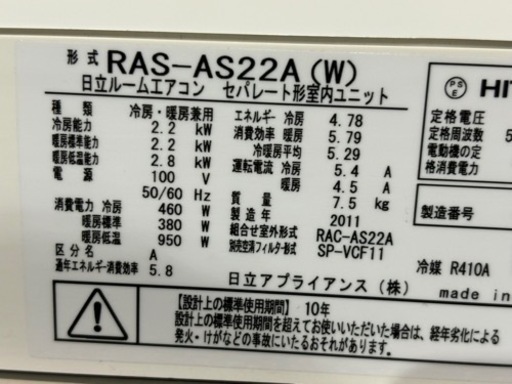 形式 RAS-AS22A(W)
日立ルームエアコン セパレート形室内ユニット
種類 冷房・暖房兼用
冷房能力 2.2 kW
暖房標準能力 2.2 kW
暖房低温能力 2.8 kW
電源 100 V
50/60 Hz
消費電力 冷房 460 W
暖房標準 380 W
暖房低温 950 W
区分名 A
通年エネルギー消費効率 5.8
エネルギー 冷房 4.78
消費効率 暖房 5.79
冷暖房平均 5.29
運転電流 冷房 5.4 A
暖房 4.5 A
質量 7.5 kg
製造年 2011
組合せ室外形式 RAC-AS22A
別売空清フィルター形式 SP-VCF11
日立アプライアンス(株)
PS
E
HIT
定格電圧
定格周波数 5
電動機の定
格消費電力
製造番号
冷媒 R410A
made in
【設計上の標準使用期間】10年
設計上の標準使用期間を超えてお使いいただいた場合は、経年劣化による
発火・けがなどの事故にいたるおそれがあります。